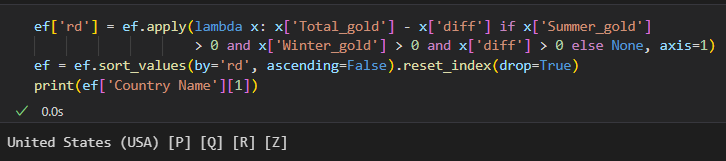 ef['rd'] = ef.apply(lambda x: x['Total_gold'] - x['diff'] if x['Summer_gold']
> 0 and x['Winter_gold'] > 0 and x['diff'] > 0 else None, axis=1)
ef = ef.sort_values(by='rd', ascending=False).reset_index(drop=True)
print(ef['Country Name'][1])
✓ 0.0s
United States (USA) [P] [Q] [R] [Z]